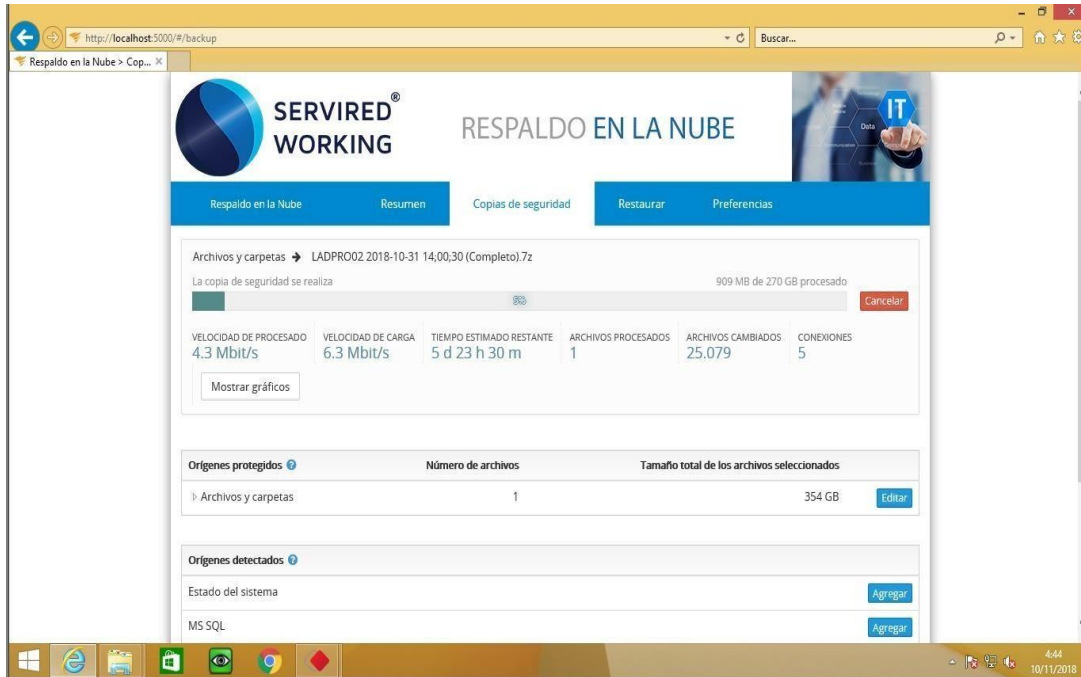 http://localhost:5000/#/backup
Buscar...
Respaldo en la Nube > Cop...
SERVIRED®
WORKING
RESPALDO EN LA NUBE
IT
Data
Respaldo en la Nube
Resumen
Copias de seguridad
Restaurar
Preferencias
Archivos y carpetas LADPRO02 2018-10-31 14;00;30 (Completo).7z
La copia de seguridad se realiza
909 MB de 270 GB procesado
Cancelar
VELOCIDAD DE PROCESADO
4.3 Mbit/s
VELOCIDAD DE CARGA
6.3 Mbit/s
TIEMPO ESTIMADO RESTANTE
5 d 23 h 30 m
ARCHIVOS PROCESADOS
1
ARCHIVOS CAMBIADOS
25.079
CONEXIONES
5
Mostrar gráficos
Orígenes protegidos
Número de archivos
Tamaño total de los archivos seleccionados
Archivos y carpetas
1
354 GB
Editar
Orígenes detectados
Estado del sistema
Agregar
MS SQL
Agregar
4:44
10/11/2018